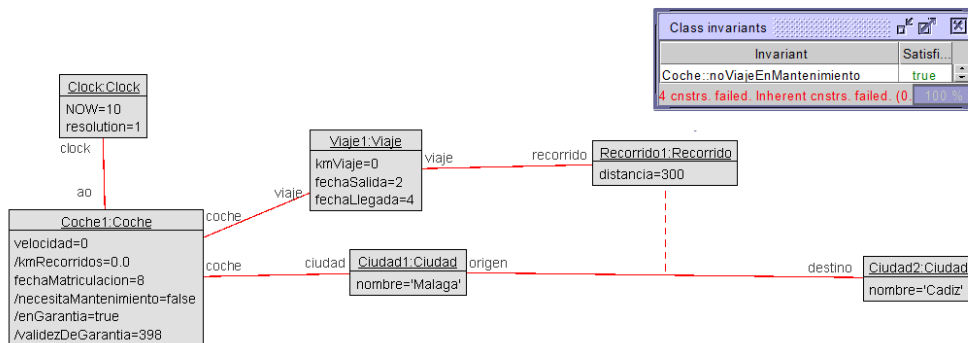 Class invariants
Invariant
Satisfi...
Coche::noViajeEnMantenimiento
true
4 cnstrs. failed. Inherent cnstrs. failed. (0.
100 %
Clock:Clock
NOW=10
resolution=1
clock
ao
Viaje1:Viaje
kmViaje=0
fechaSalida=2
fechaLlegada=4
viaje
recorrido
Recorrido1:Recorrido
distancia=300
viaje
coche
Coche1:Coche
velocidad=0
/kmRecorridos=0.0
fechaMatriculacion=8
/necesitaMantenimiento=false
/enGarantia=true
/validezDeGarantia=398
coche
ciudad
Ciudad1:Ciudad
nombre='Malaga'
origen
destino
Ciudad2:Ciudad
nombre='Cadiz'